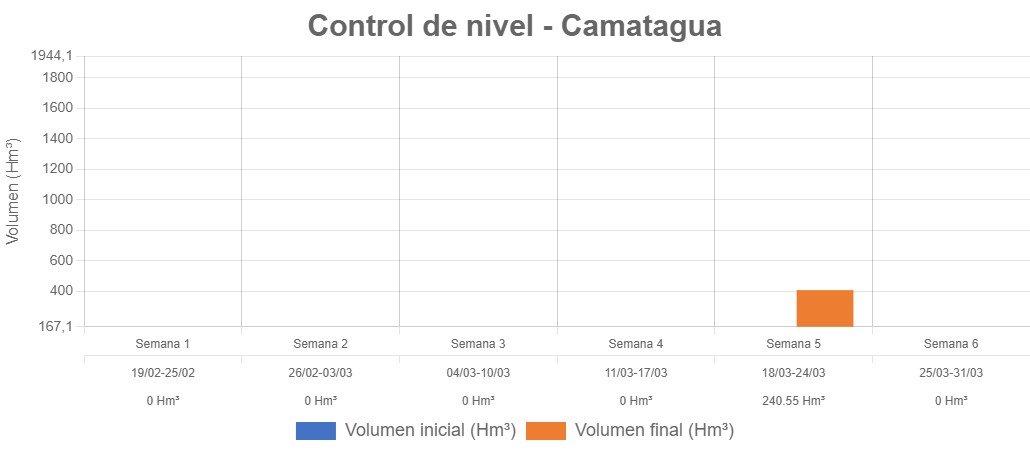 Control de nivel - Camatagua
Volumen (Hm³)
1944,1
1800
1600
1400
1200
1000
800
600
400
167,1
Semana 1 Semana 2 Semana 3 Semana 4 Semana 5 Semana 6
19/02-25/02 26/02-03/03 04/03-10/03 11/03-17/03 18/03-24/03 25/03-31/03
0 Hm³ 0 Hm³ 0 Hm³ 0 Hm³ 240.55 Hm³ 0 Hm³
Volumen inicial (Hm³) Volumen final (Hm³)